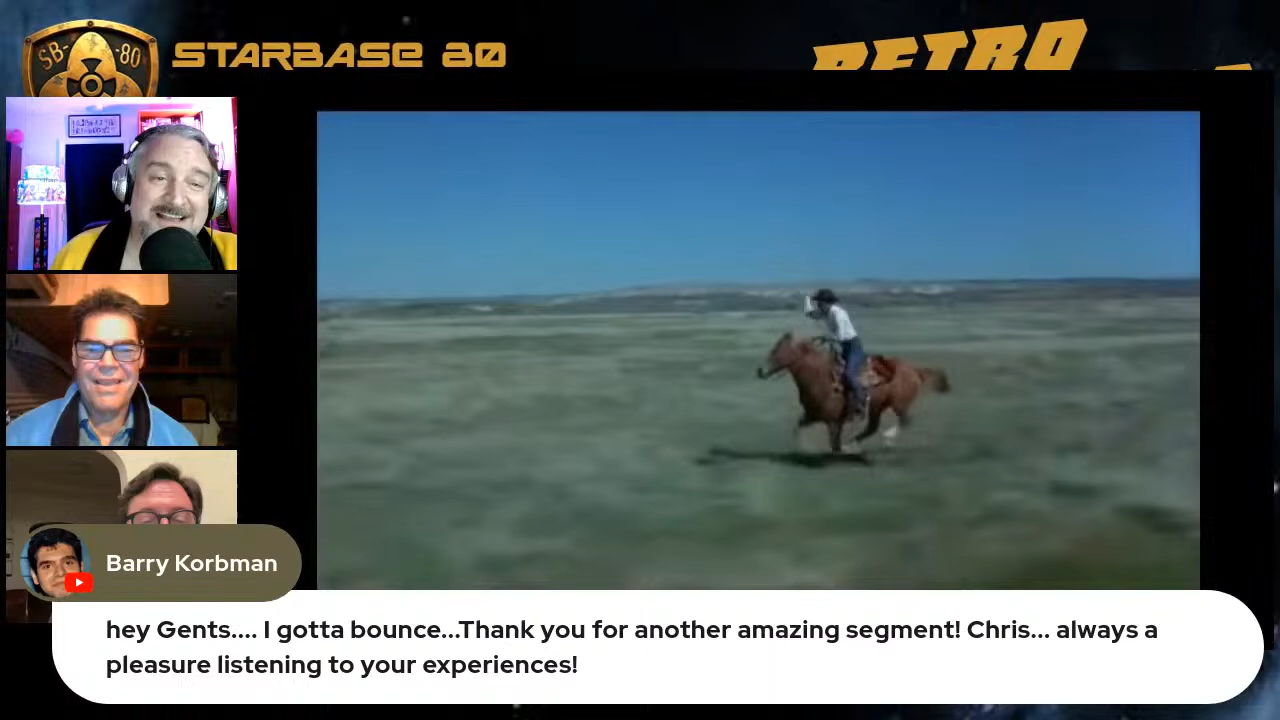 SB- -80
STARBASE 80
RETRO
Barry Korbman
hey Gents.... I gotta bounce...Thank you for another amazing segment! Chris... always a
pleasure listening to your experiences!